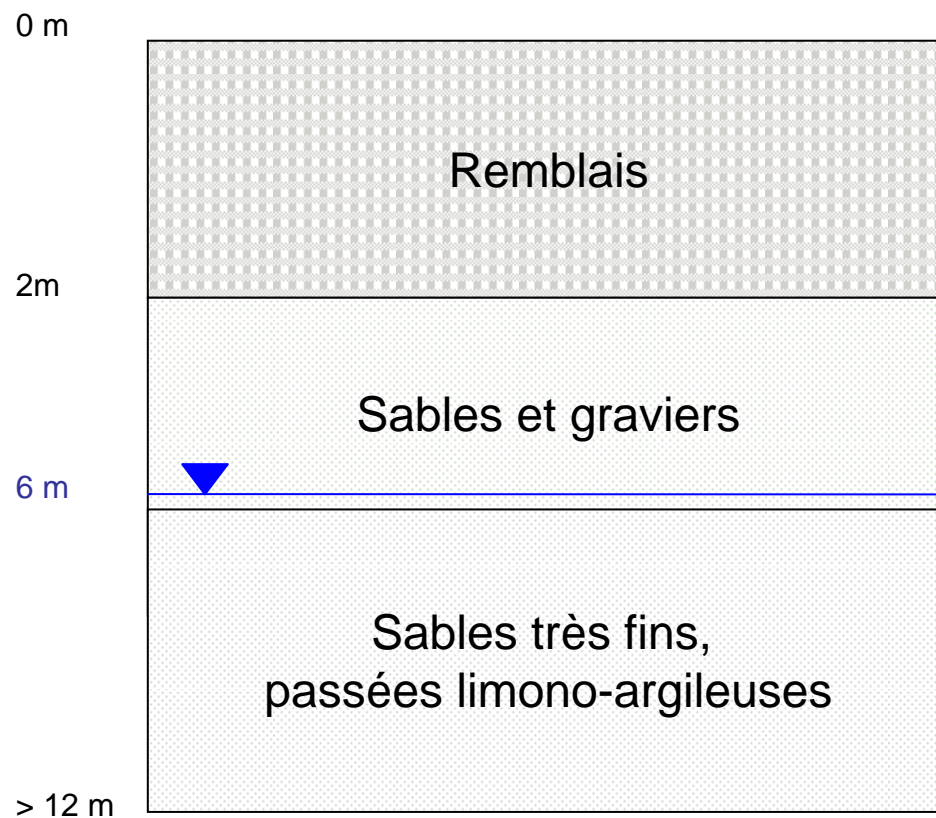 0 m
Remblais
2m
Sables et graviers
6 m
Sables très fins,
passées limono-argileuses
> 12 m